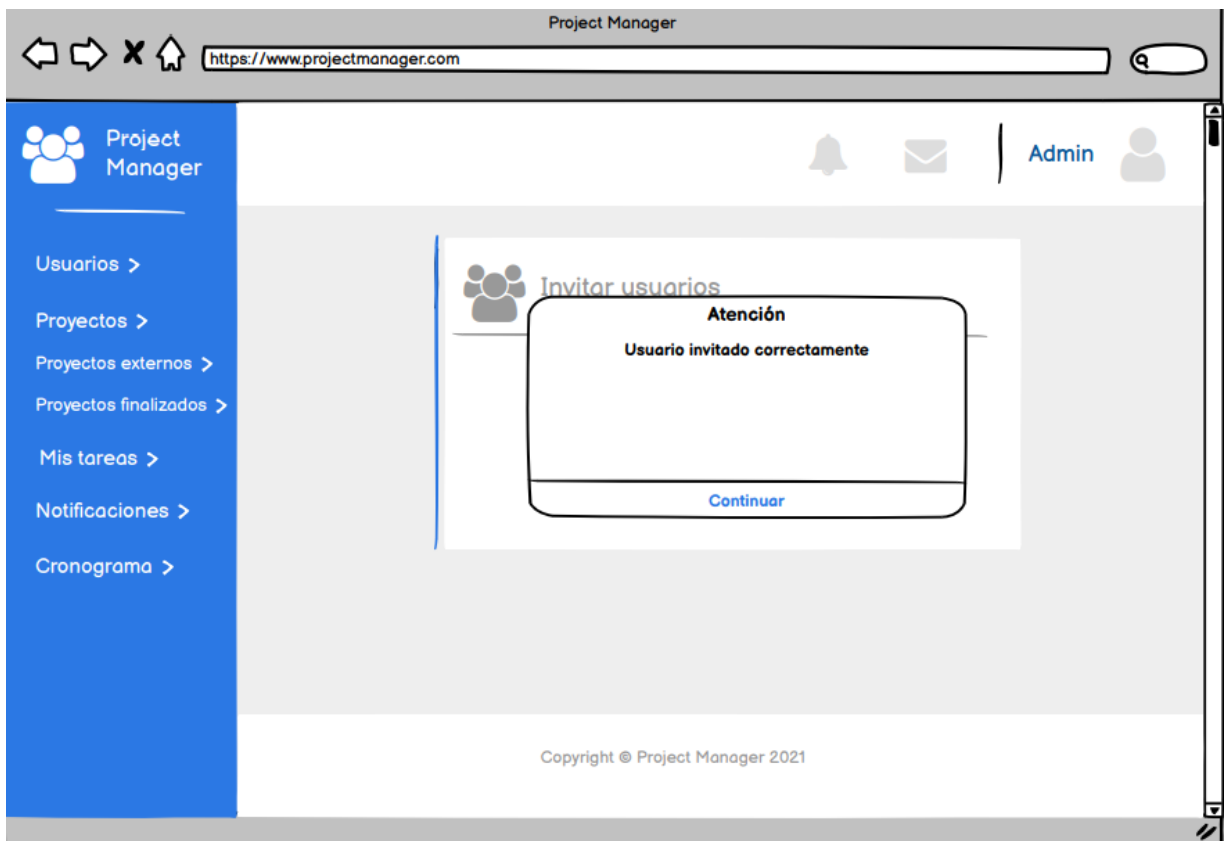 Project Manager
https://www.projectmanager.com
Project
Manager
Admin
Usuarios >
Proyectos >
Proyectos externos >
Proyectos finalizados >
Mis tareas >
Notificaciones >
Cronograma >
Invitar usuarios
Atención
Usuario invitado correctamente
Continuar
Copyright © Project Manager 2021